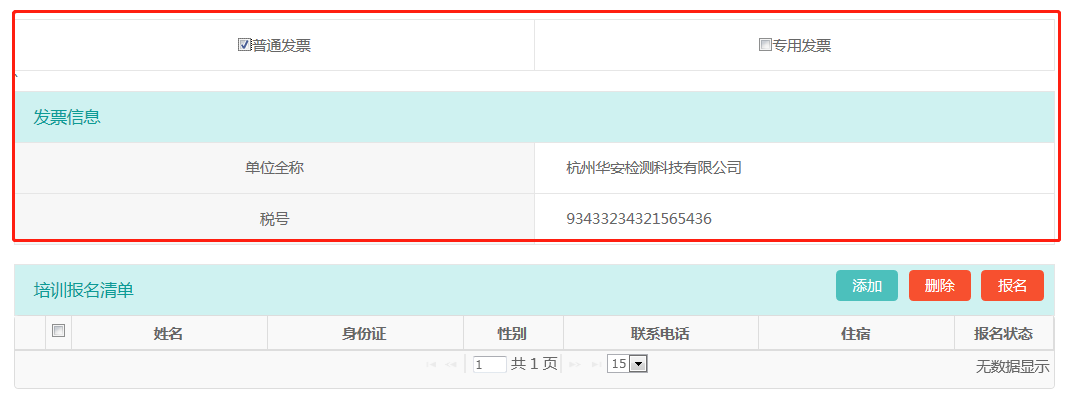 普通发票 专用发票
发票信息
单位全称 杭州华安检测科技有限公司
税号 93433234321565436
培训报名清单 添加 删除 报名
姓名 身份证 性别 联系电话 住宿 报名状态
1 共 1 页 15 无数据显示